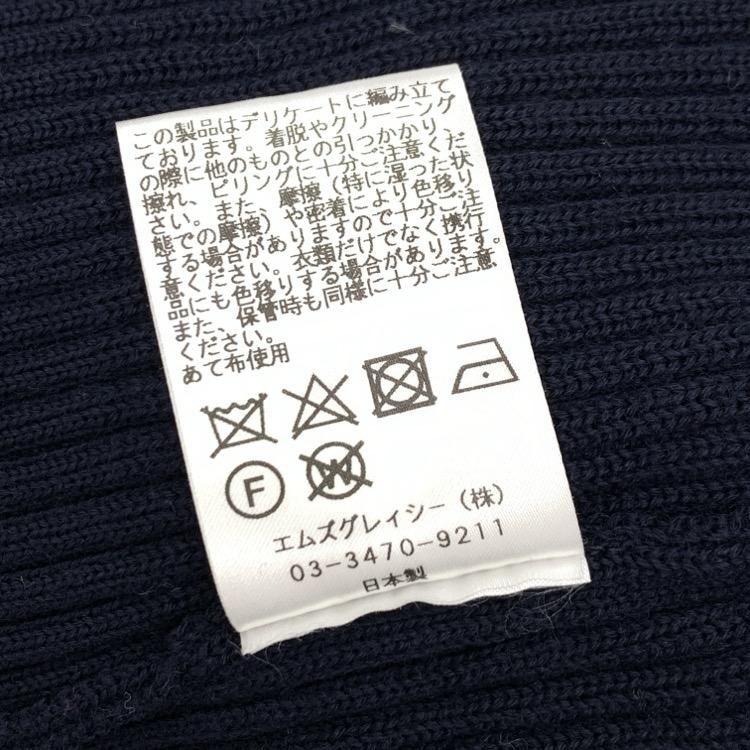 この製品はデリケートに編み立て
ております。着脱やクリーニング
の際に他のものとの引っかかり、
擦れ、ピリングに十分ご注意くだ
さい。また、摩擦（特に湿った状
態での摩擦）や密着により色移り
する場合がありますので十分ご注
意ください。衣類だけでなく携行
品にも色移りする場合があります。
また、保管時も同様に十分ご注意
ください。
あて布使用
F
W
エムズグレイシー（株）
03-3470-9211
日本製